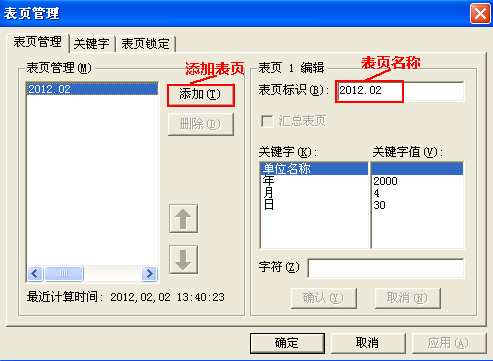 表页管理
表页管理 关键字 表页锁定
表页管理(M)
2012.02
添加表页
添加(T)
删除(D)
最近计算时间: 2012,02,02 13:40:23
表页 1 编辑
表页名称
表页标识(B): 2012.02
汇总表页
关键字(K): 关键字值(V):
单位名称
年 2000
月 4
日 30
字符(Z)
确认(Y) 取消(N)
确定 取消 应用(A)